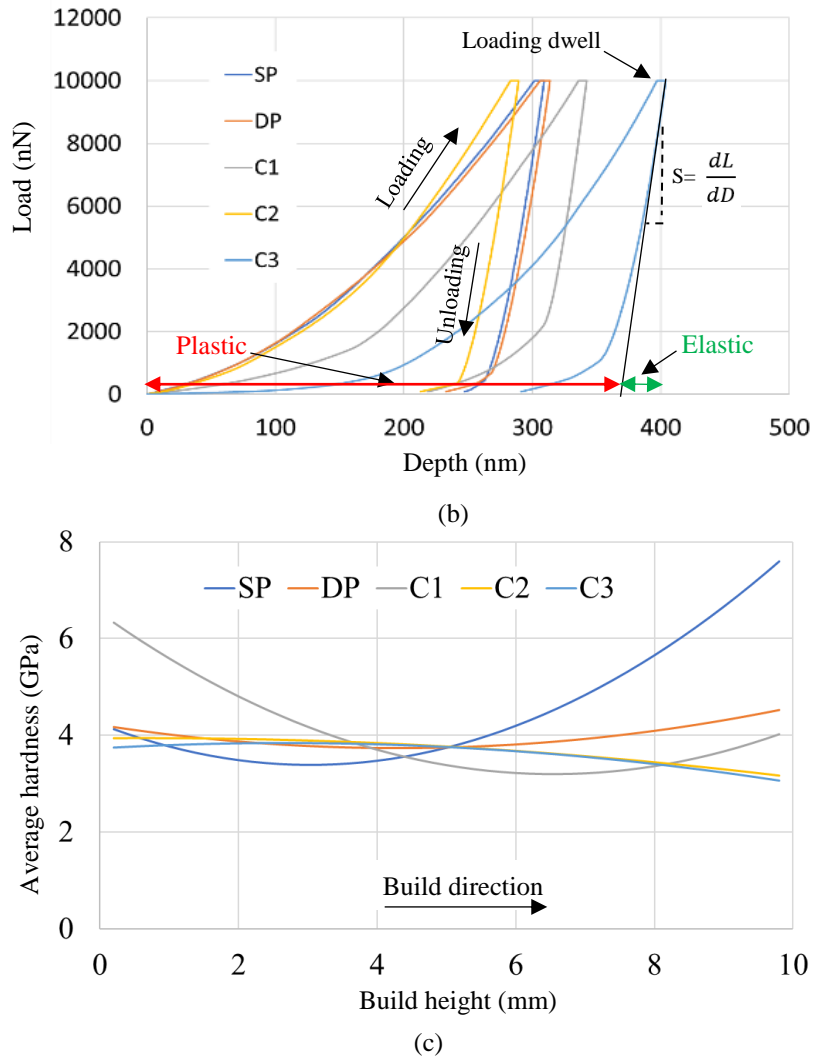 12000
10000
8000
6000
4000
2000
0
Load (nN)
SP
DP
C1
C2
C3
Loading
Unloading
Loading dwell
S= dL/dD
Plastic
Elastic
0 100 200 300 400 500
Depth (nm)
(b)
8
6
4
2
0
Average hardness (GPa)
SP DP C1 C2 C3
Build direction
0 2 4 6 8 10
Build height (mm)
(c)